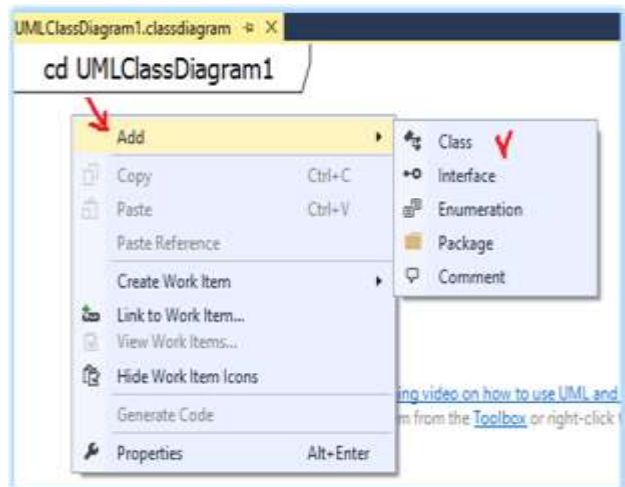 UMLClassDiagram1.classdiagram
cd UMLClassDiagram1
Add
Copy Ctrl+C
Paste Ctrl+V
Paste Reference
Create Work Item
Link to Work Item...
View Work Items...
Hide Work Item Icons
Generate Code
Properties Alt+Enter
Class
Interface
Enumeration
Package
Comment
video on how to use UML and
from the Toolbox or right-click